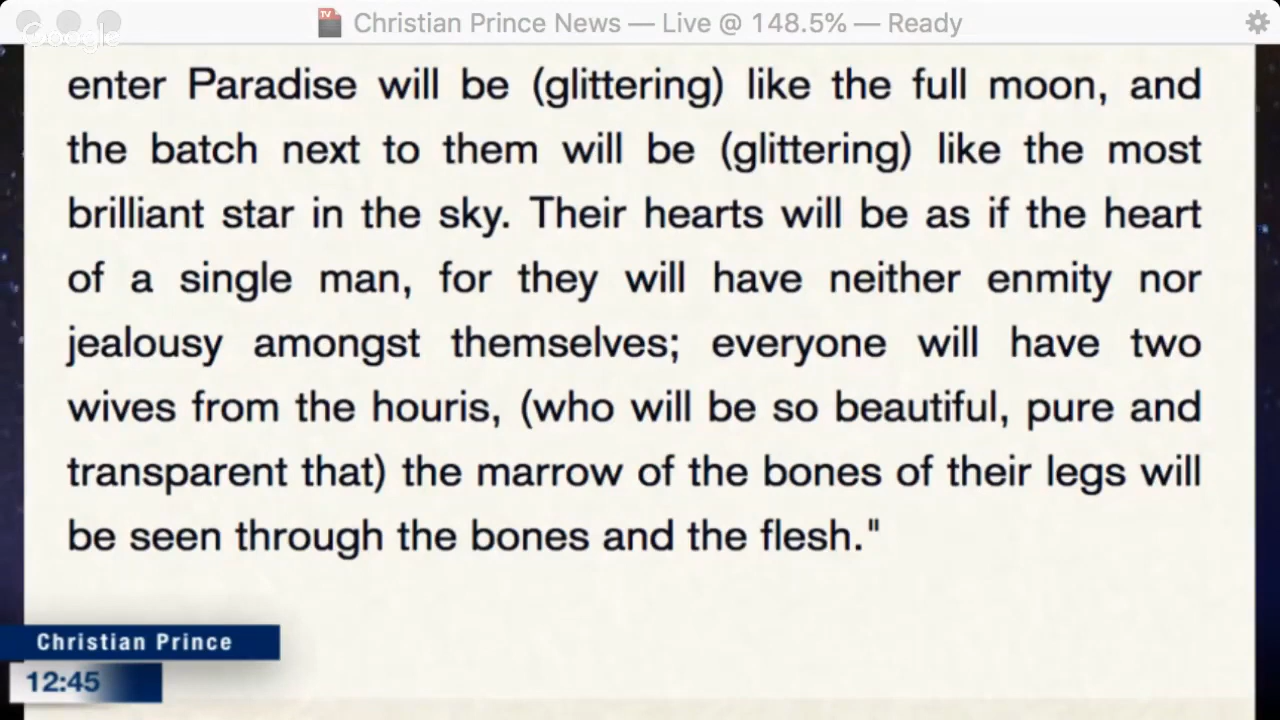 Christian Prince News — Live @ 148.5% — Ready
Google
enter Paradise will be (glittering) like the full moon, and
the batch next to them will be (glittering) like the most
brilliant star in the sky. Their hearts will be as if the heart
of a single man, for they will have neither enmity nor
jealousy amongst themselves; everyone will have two
wives from the houris, (who will be so beautiful, pure and
transparent that) the marrow of the bones of their legs will
be seen through the bones and the flesh."
Christian Prince
12:45